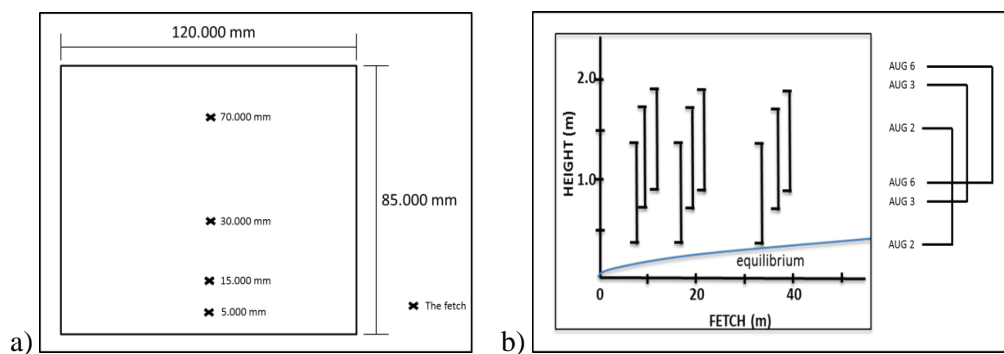 a)
120.000 mm
70.000 mm
85.000 mm
30.000 mm
15.000 mm
5.000 mm
The fetch
b)
HEIGHT (m)
2.0
1.0
0
20
40
FETCH (m)
equilibrium
AUG 6
AUG 3
AUG 2
AUG 6
AUG 3
AUG 2